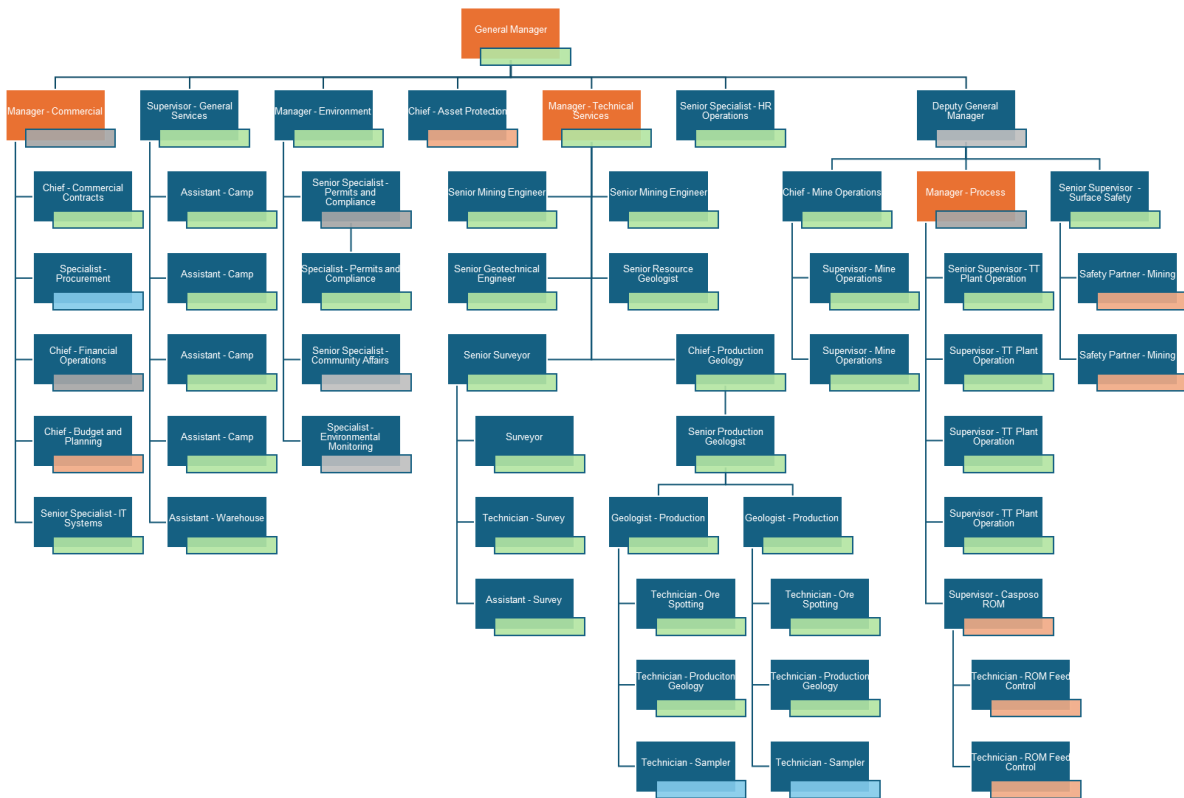 General Manager
Manager - Commercial
Supervisor - General
Services
Manager - Environment
Chief - Asset Protection
Manager - Technical
Services
Senior Specialist - HR
Operations
Deputy General
Manager
Chief - Commercial
Contracts
Assistant - Camp
Senior Specialist -
Permits and
Compliance
Senior Mining Engineer
Senior Mining Engineer
Chief - Mine Operations
Manager - Process
Senior Supervisor -
Surface Safety
Specialist -
Procurement
Assistant - Camp
Specialist - Permits and
Compliance
Senior Geotechnical
Engineer
Senior Resource
Geologist
Supervisor - Mine
Operations
Senior Supervisor - TT
Plant Operation
Safety Partner - Mining
Chief - Financial
Operations
Assistant - Camp
Senior Specialist -
Community Affairs
Senior Surveyor
Chief - Production
Geology
Supervisor - Mine
Operations
Supervisor - TT Plant
Operation
Safety Partner - Mining
Chief - Budget and
Planning
Assistant - Camp
Specialist -
Environmental
Monitoring
Surveyor
Senior Production
Geologist
Supervisor - TT Plant
Operation
Senior Specialist - IT
Systems
Assistant - Warehouse
Technician - Survey
Geologist - Production
Geologist - Production
Supervisor - TT Plant
Operation
Assistant - Survey
Technician - Ore
Spotting
Technician - Ore
Spotting
Supervisor - Casposo
ROM
Technician - Produciton
Geology
Technician - Production
Geology
Technician - ROM Feed
Control
Technician - Sampler
Technician - Sampler
Technician - ROM Feed
Control